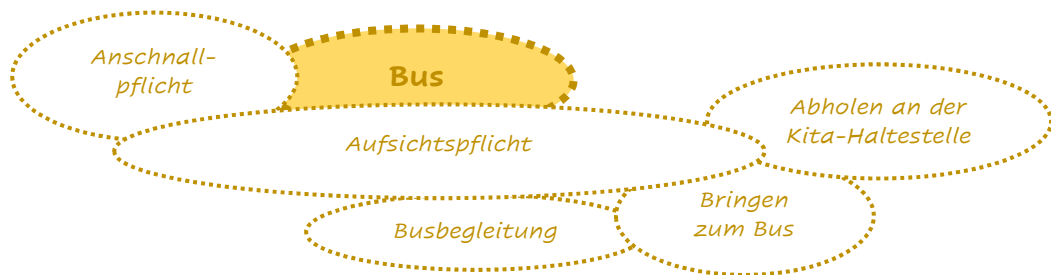 Anschnall-
pflicht
Bus
Abholen an der
Kita-Haltestelle
Aufsichtspflicht
Bringen
zum Bus
Busbegleitung